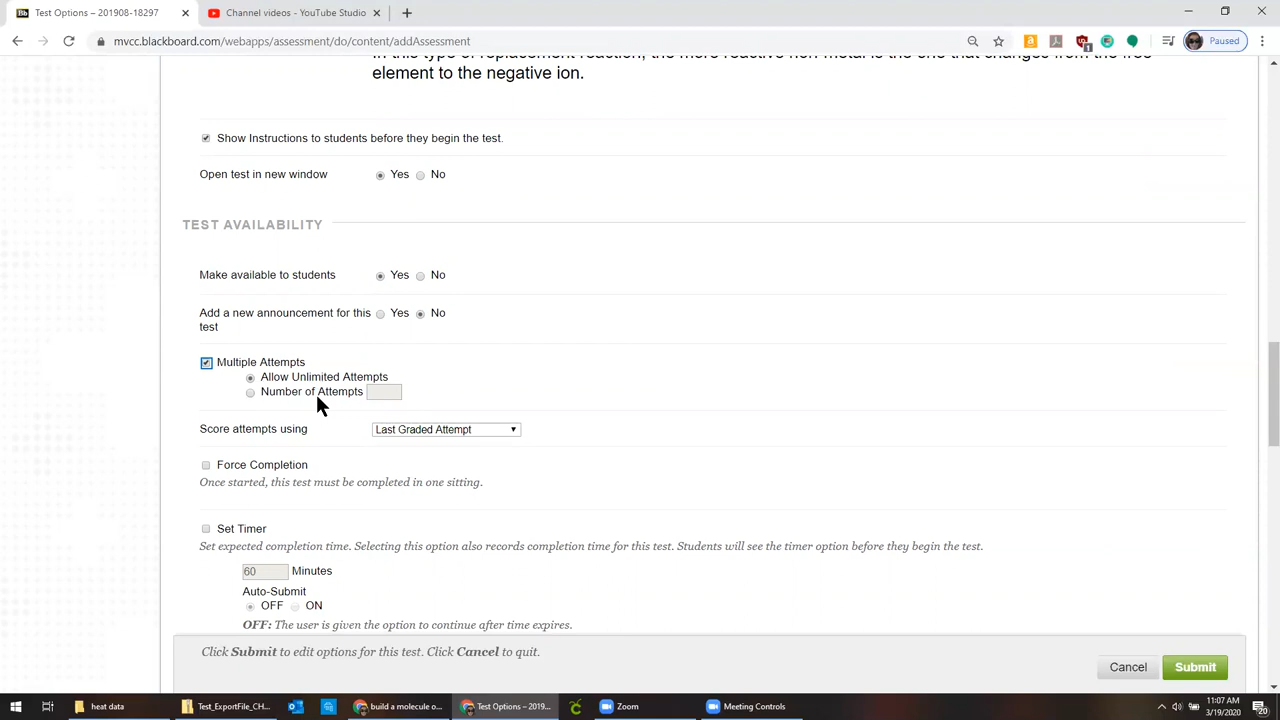 Test Options – 201908-18297
Channel videos - YouTube Studio
mvcc.blackboard.com/webapps/assessment/do/content/addAssessment
Paused
element to the negative ion.
Show Instructions to students before they begin the test.
Open test in new window Yes No
TEST AVAILABILITY
Make available to students Yes No
Add a new announcement for this Yes No
test
Multiple Attempts
Allow Unlimited Attempts
Number of Attempts
Score attempts using Last Graded Attempt
Force Completion
Once started, this test must be completed in one sitting.
Set Timer
Set expected completion time. Selecting this option also records completion time for this test. Students will see the timer option before they begin the test.
60 Minutes
Auto-Submit
OFF ON
OFF: The user is given the option to continue after time expires.
Click Submit to edit options for this test. Click Cancel to quit.
Cancel Submit
heat data
Test_ExportFile_CH...
build a molecule o...
Test Options – 2019...
Zoom
Meeting Controls
11:07 AM
3/19/2020